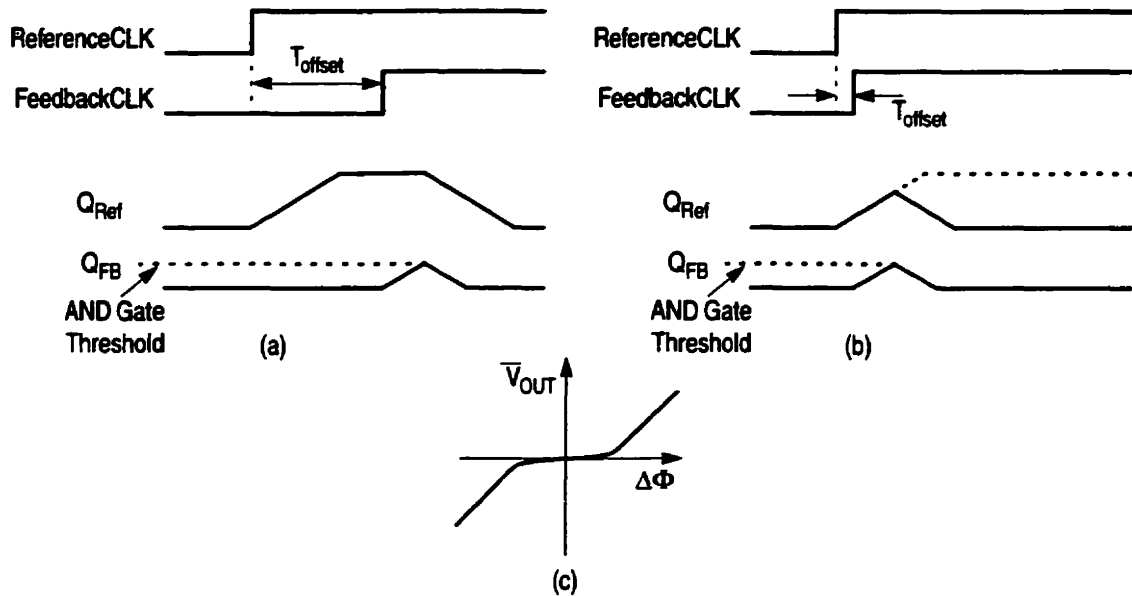 ReferenceCLK
T_offset
FeedbackCLK
Q_Ref
Q_FB
AND Gate
Threshold
(a)
ReferenceCLK
FeedbackCLK
T_offset
Q_Ref
Q_FB
AND Gate
Threshold
(b)
V̅_OUT
ΔΦ
(c)